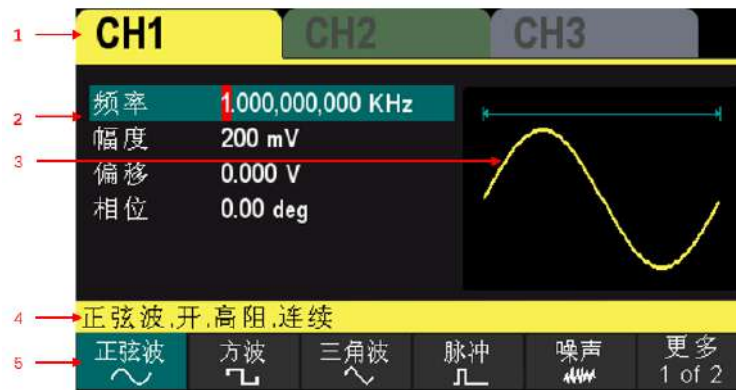 1 CH1 CH2 CH3
2 频率 1.000,000,000 KHz
幅度 200 mV
3 偏移 0.000 V
相位 0.00 deg
4 正弦波,开,高阻,连续
5 正弦波 方波 三角波 脉冲 噪声 更多
1 of 2